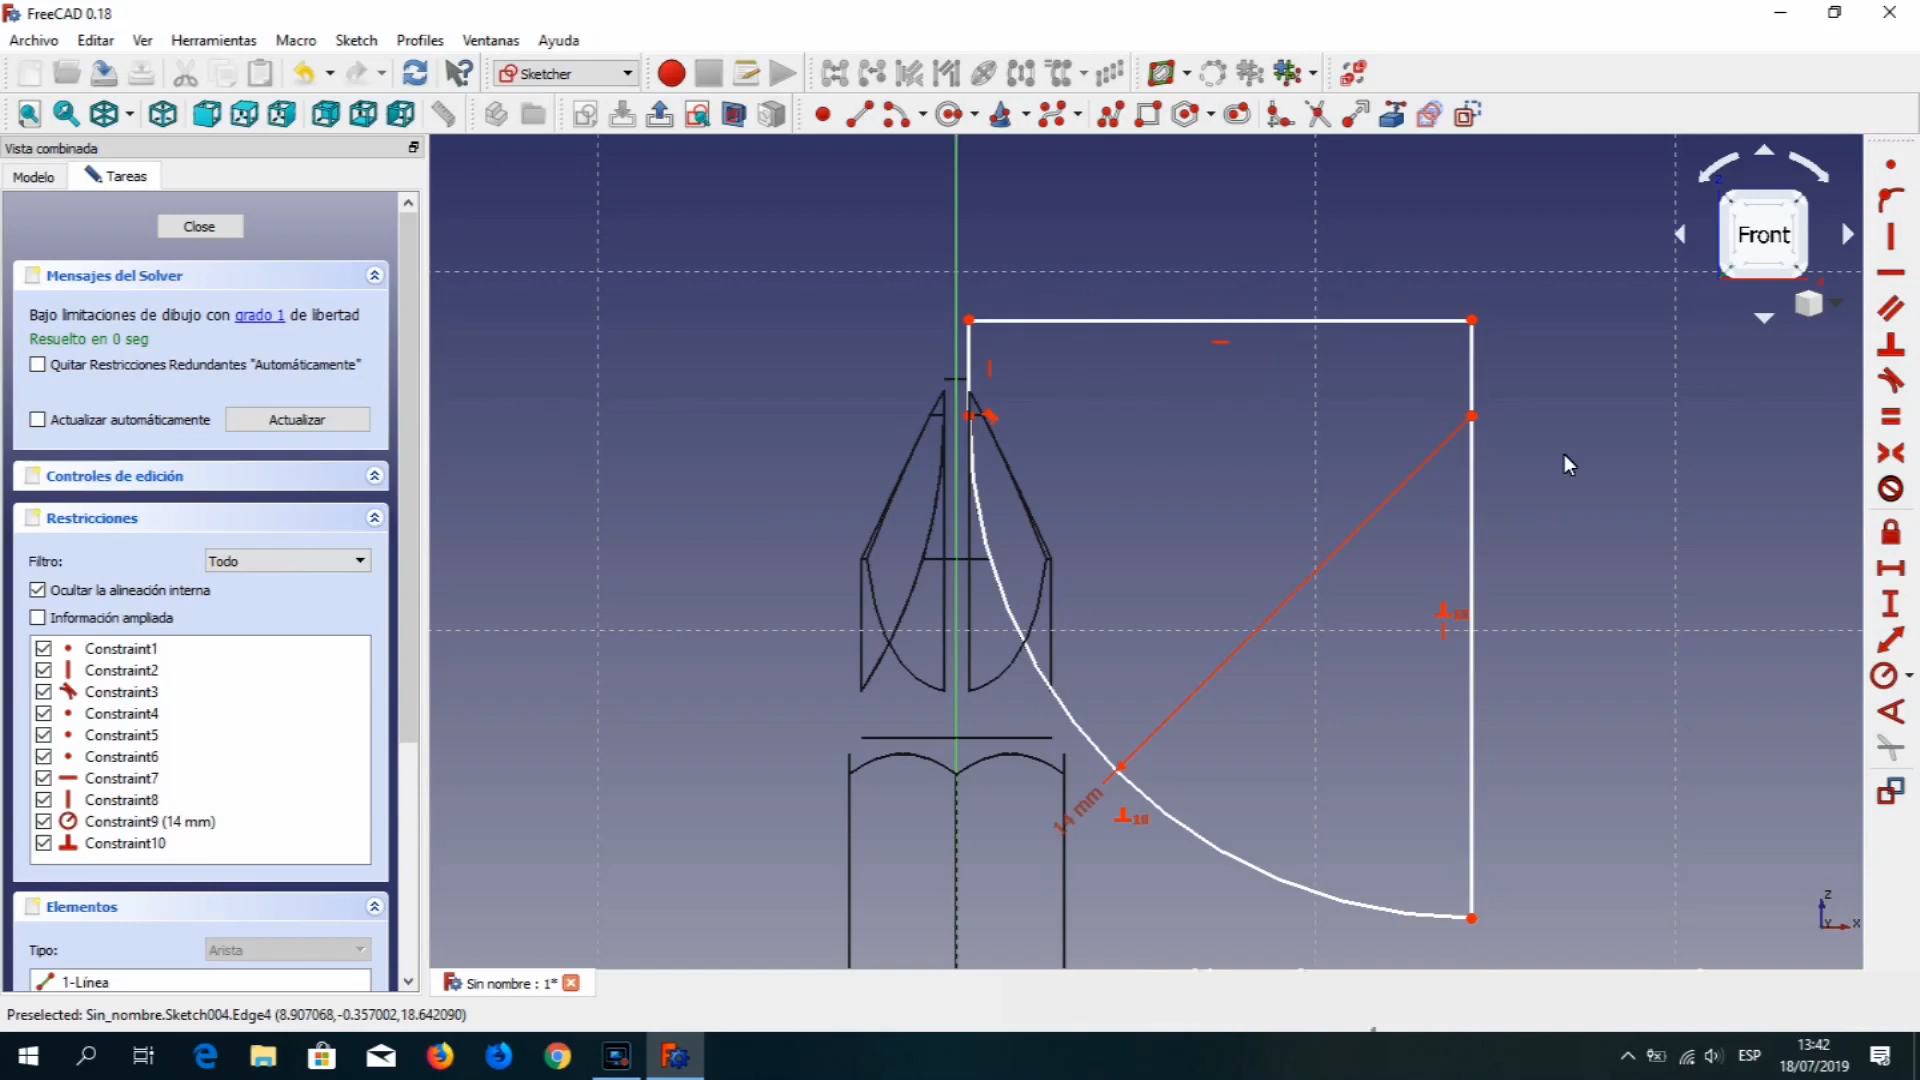 FreeCAD 0.18
Archivo Editar Ver Herramientas Macro Sketch Profiles Ventanas Ayuda
Sketcher
Vista combinada
Modelo Tareas
Close
Mensajes del Solver
Bajo limitaciones de dibujo con grado 1 de libertad
Resuelto en 0 seg
Quitar Restricciones Redundantes "Automáticamente"
Actualizar automáticamente Actualizar
Controles de edición
Restricciones
Filtro: Todo
Ocultar la alineación interna
Información ampliada
Constraint1
Constraint2
Constraint3
Constraint4
Constraint5
Constraint6
Constraint7
Constraint8
Constraint9 (14 mm)
Constraint10
Elementos
Tipo: Arista
1-Línea
Front
10
14 mm
10
Z
Y X
Sin nombre : 1*
Preselected: Sin_nombre.Sketch004.Edge4 (8.907068,-0.357002,18.642090)
ESP
13:42
18/07/2019